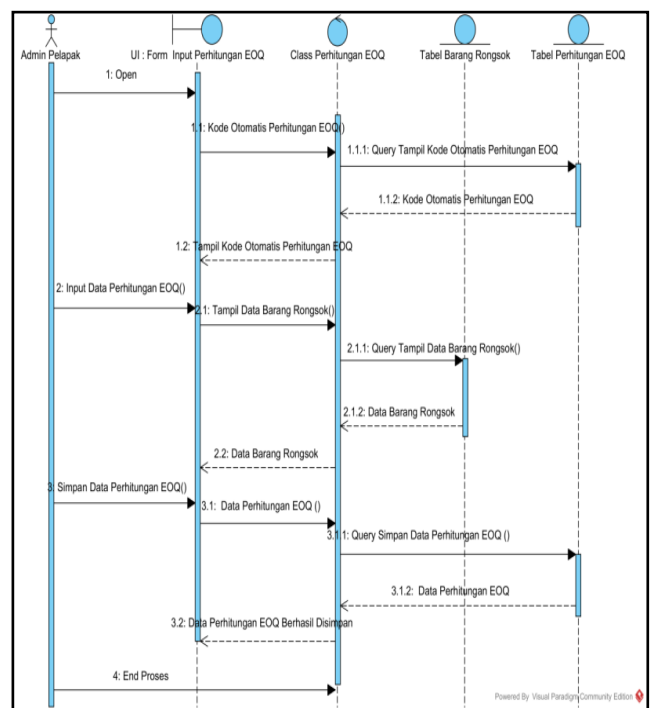 Admin Pelapak
UI : Form Input Perhitungan EOQ
Class Perhitungan EOQ
Tabel Barang Rongsok
Tabel Perhitungan EOQ
1: Open
1.1: Kode Otomatis Perhitungan EOQ()
1.1.1: Query Tampil Kode Otomatis Perhitungan EOQ
1.1.2: Kode Otomatis Perhitungan EOQ
1.2: Tampil Kode Otomatis Perhitungan EOQ
2: Input Data Perhitungan EOQ()
2.1: Tampil Data Barang Rongsok()
2.1.1: Query Tampil Data Barang Rongsok()
2.1.2: Data Barang Rongsok
2.2: Data Barang Rongsok
3: Simpan Data Perhitungan EOQ()
3.1: Data Perhitungan EOQ ()
3.1.1: Query Simpan Data Perhitungan EOQ ()
3.1.2: Data Perhitungan EOQ
3.2: Data Perhitungan EOQ Berhasil Disimpan
4: End Proses
Powered By Visual Paradigm Community Edition